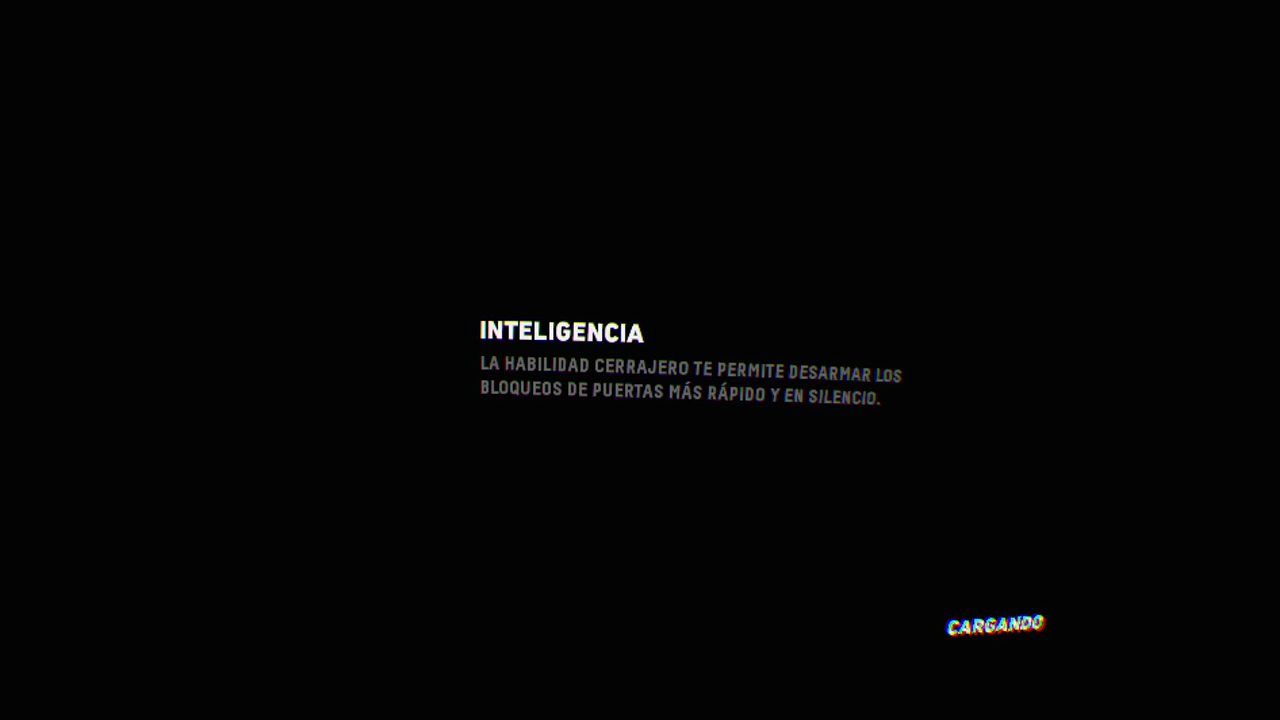 INTELIGENCIA
LA HABILIDAD CERRAJERO TE PERMITE DESARMAR LOS
BLOQUEOS DE PUERTAS MÁS RÁPIDO Y EN SILENCIO.
CARGANDO